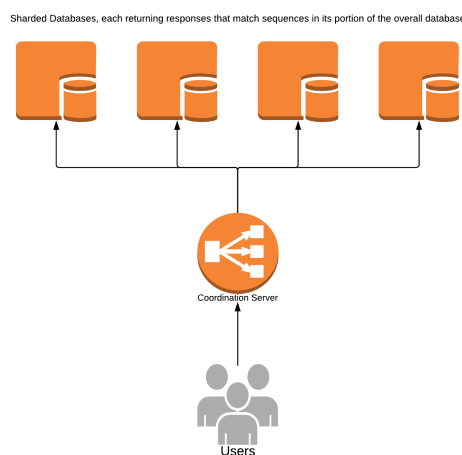 Sharded Databases, each returning responses that match sequences in its portion of the overall database
Coordination Server
Users